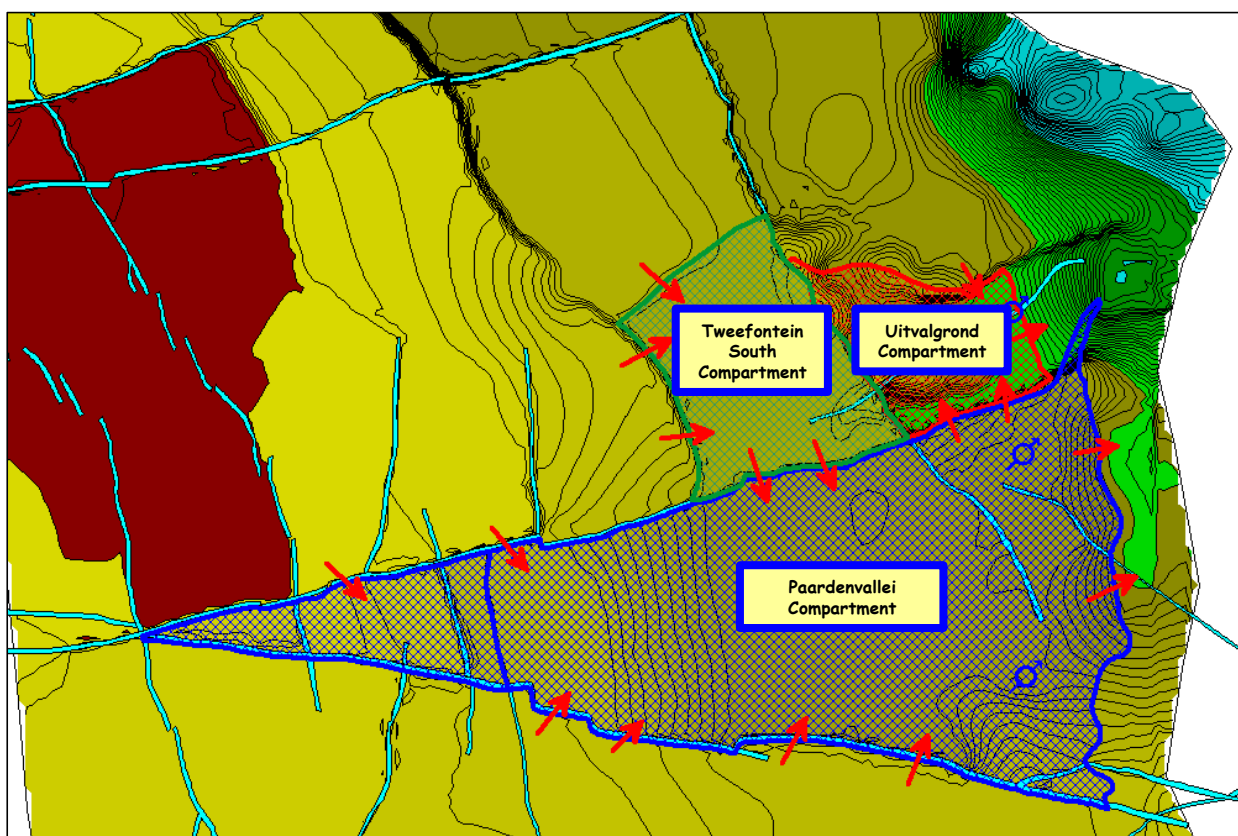 Tweefontein
South
Compartment
Uitvalgrond
Compartment
Paardenvallei
Compartment